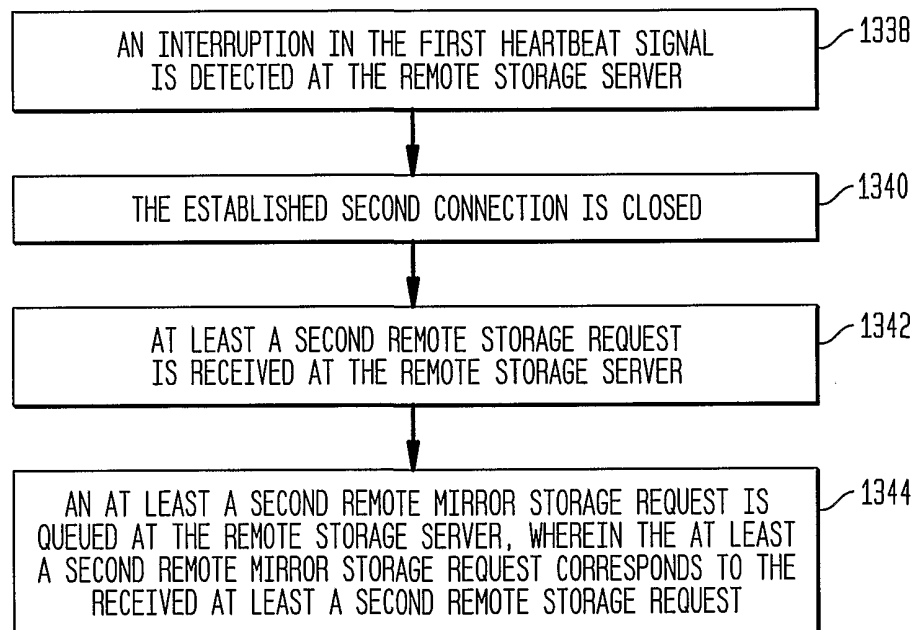 AN INTERRUPTION IN THE FIRST HEARTBEAT SIGNAL
IS DETECTED AT THE REMOTE STORAGE SERVER
1338
THE ESTABLISHED SECOND CONNECTION IS CLOSED
1340
AT LEAST A SECOND REMOTE STORAGE REQUEST
IS RECEIVED AT THE REMOTE STORAGE SERVER
1342
AN AT LEAST A SECOND REMOTE MIRROR STORAGE REQUEST IS
QUEUED AT THE REMOTE STORAGE SERVER, WHEREIN THE AT LEAST
A SECOND REMOTE MIRROR STORAGE REQUEST CORRESPONDS TO THE
RECEIVED AT LEAST A SECOND REMOTE STORAGE REQUEST
1344